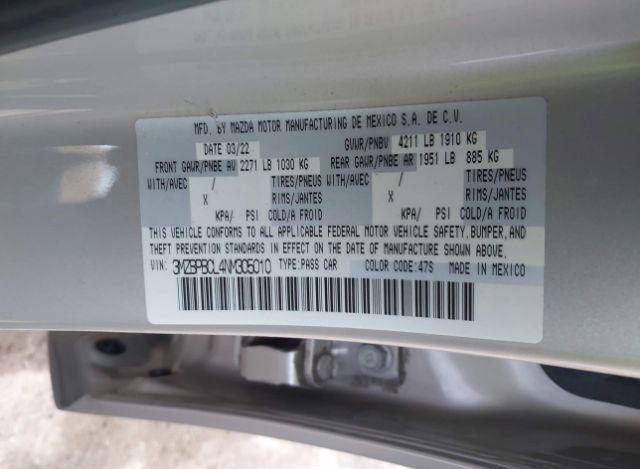 MFD. BY MAZDA MOTOR MANUFACTURING DE MEXICO S.A. DE C.V.
DATE 03/22 GVWR/PNBV 4211 LB 1910 KG
FRONT GAWR/PNBE AV 2271 LB 1030 KG REAR GAWR/PNBE AR 1951 LB 885 KG
WITH/AVEC / TIRES/PNEUS WITH/AVEC / TIRES/PNEUS
X RIMS/JANTES X RIMS/JANTES
KPA/ PSI COLD/A FROID KPA/ PSI COLD/A FROID
THIS VEHICLE CONFORMS TO ALL APPLICABLE FEDERAL MOTOR VEHICLE SAFETY, BUMPER, AND
THEFT PREVENTION STANDARDS IN EFFECT ON THE DATE OF MANUFACTURE SHOWN ABOVE.
VIN: 3MZBPBCL4NM305010 TYPE:PASS CAR COLOR CODE:47S MADE IN MEXICO